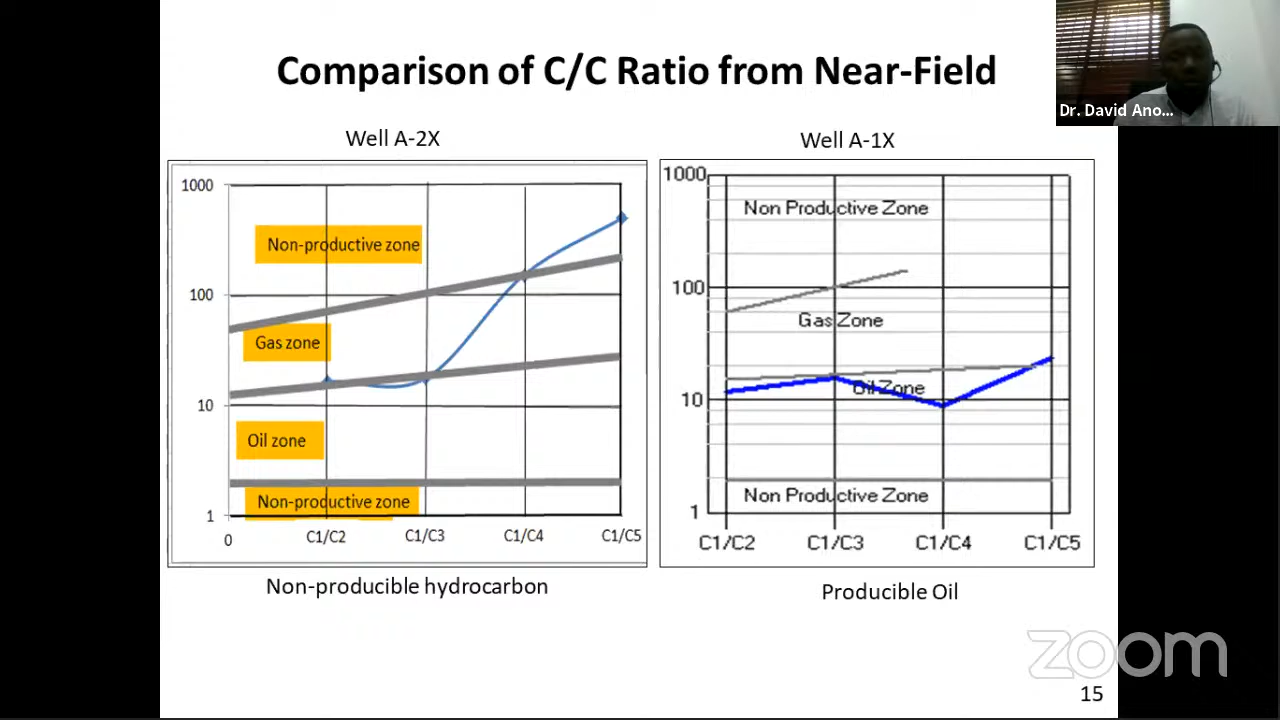 Comparison of C/C Ratio from Near-Field
Dr. David Ano...
Well A-2X
Well A-1X
1000
Non-productive zone
100
Gas zone
10
Oil zone
Non-productive zone
1
0
C1/C2
C1/C3
C1/C4
C1/C5
1000
Non Productive Zone
100
Gas Zone
Oil Zone
10
Non Productive Zone
1
C1/C2
C1/C3
C1/C4
C1/C5
Non-producible hydrocarbon
Producible Oil
zoom
15